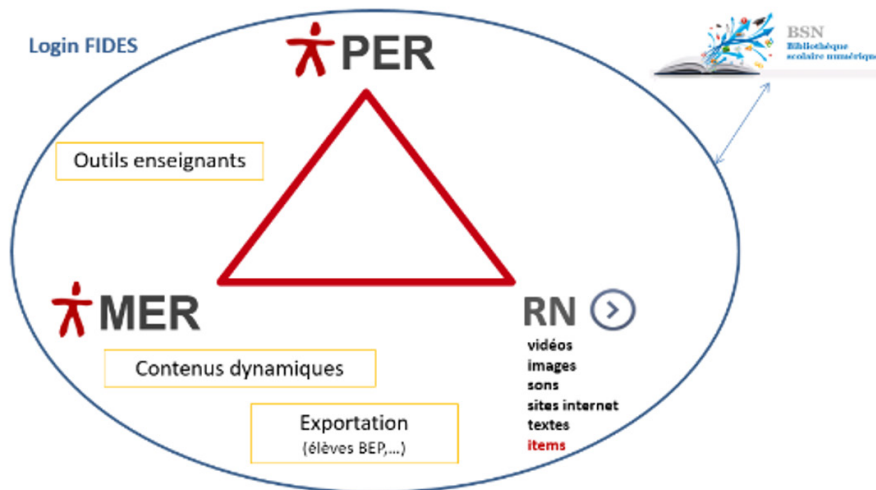 Login FIDES
PER
BSN
Bibliothèque
scolaire numérique
Outils enseignants
MER
RN
vidéos
images
sons
sites internet
textes
items
Contenus dynamiques
Exportation
(élèves BEP,...)